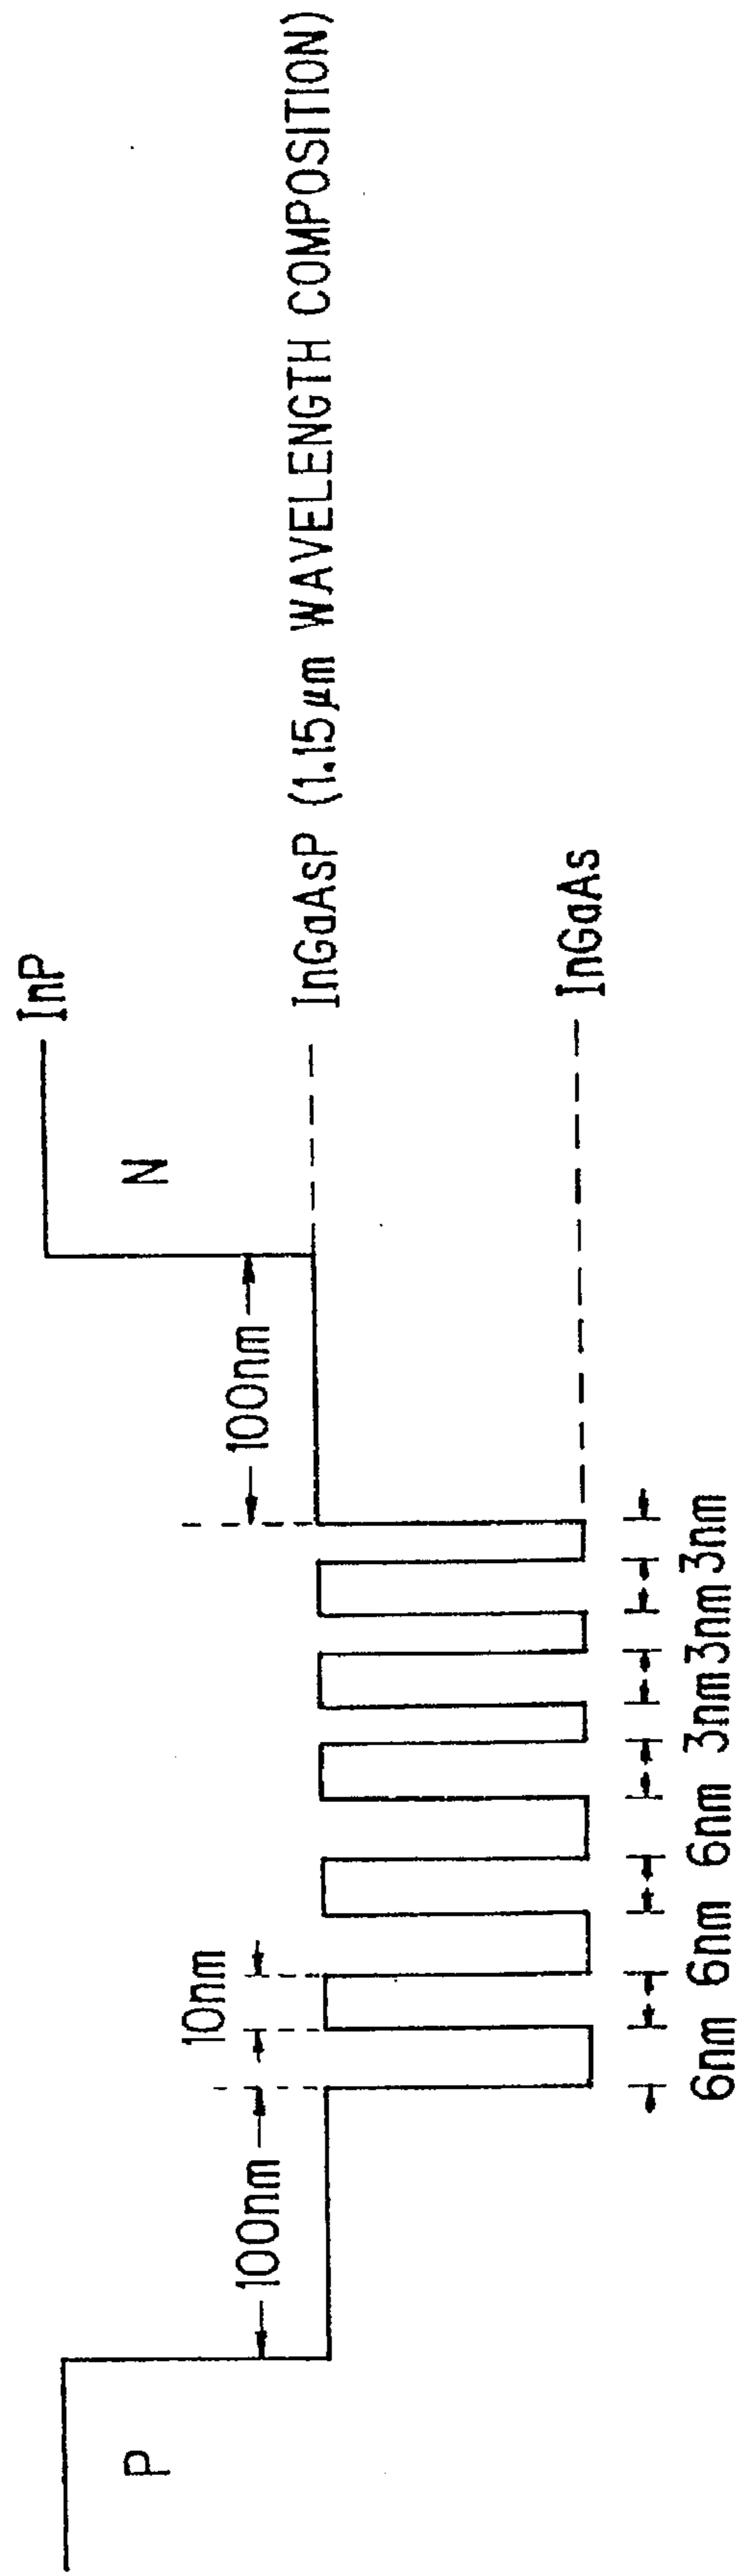 InP
P
N
100nm
10nm
100nm
InGaAsP (1.15μm WAVELENGTH COMPOSITION)
InGaAs
6nm 6nm 6nm 3nm 3nm 3nm